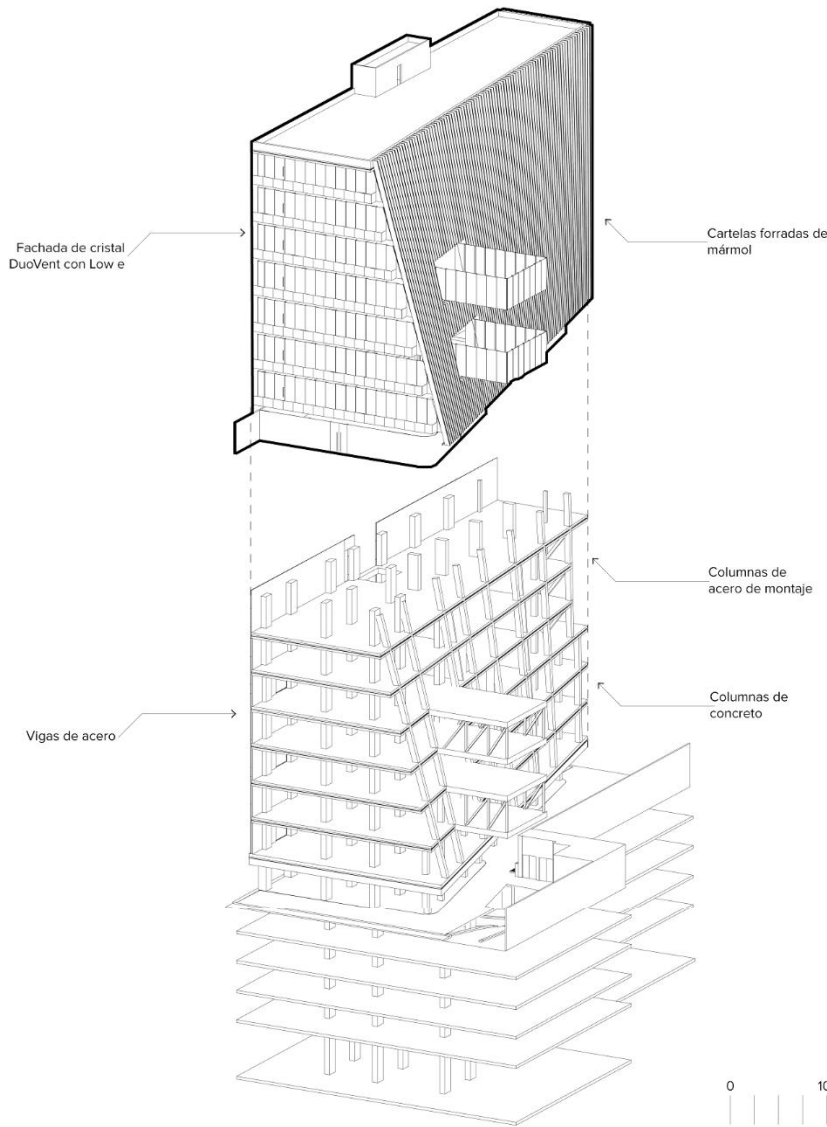 Fachada de cristal
DuoVent con Low e
Cartelas forradas de
mármol
Columnas de
acero de montaje
Columnas de
concreto
Vigas de acero
0 10